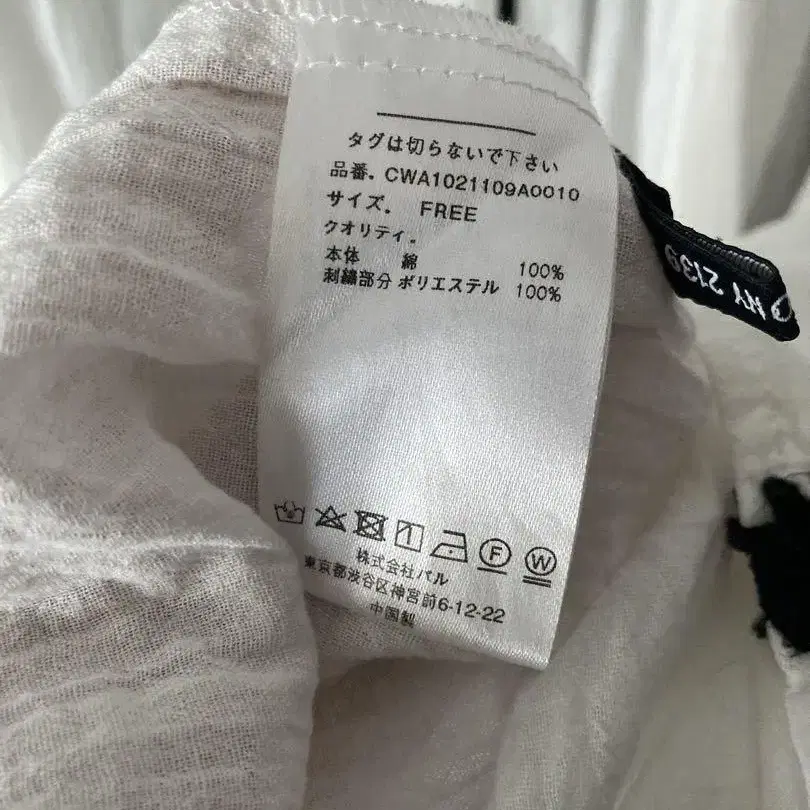 タグは切らないで下さい
品番. CWA1021109A0010
サイズ. FREE
クオリティ.
本体 綿 100%
刺繍部分 ポリエステル 100%
F W
株式会社パル
東京都渋谷区神宮前6-12-22
中国製
NY 2139